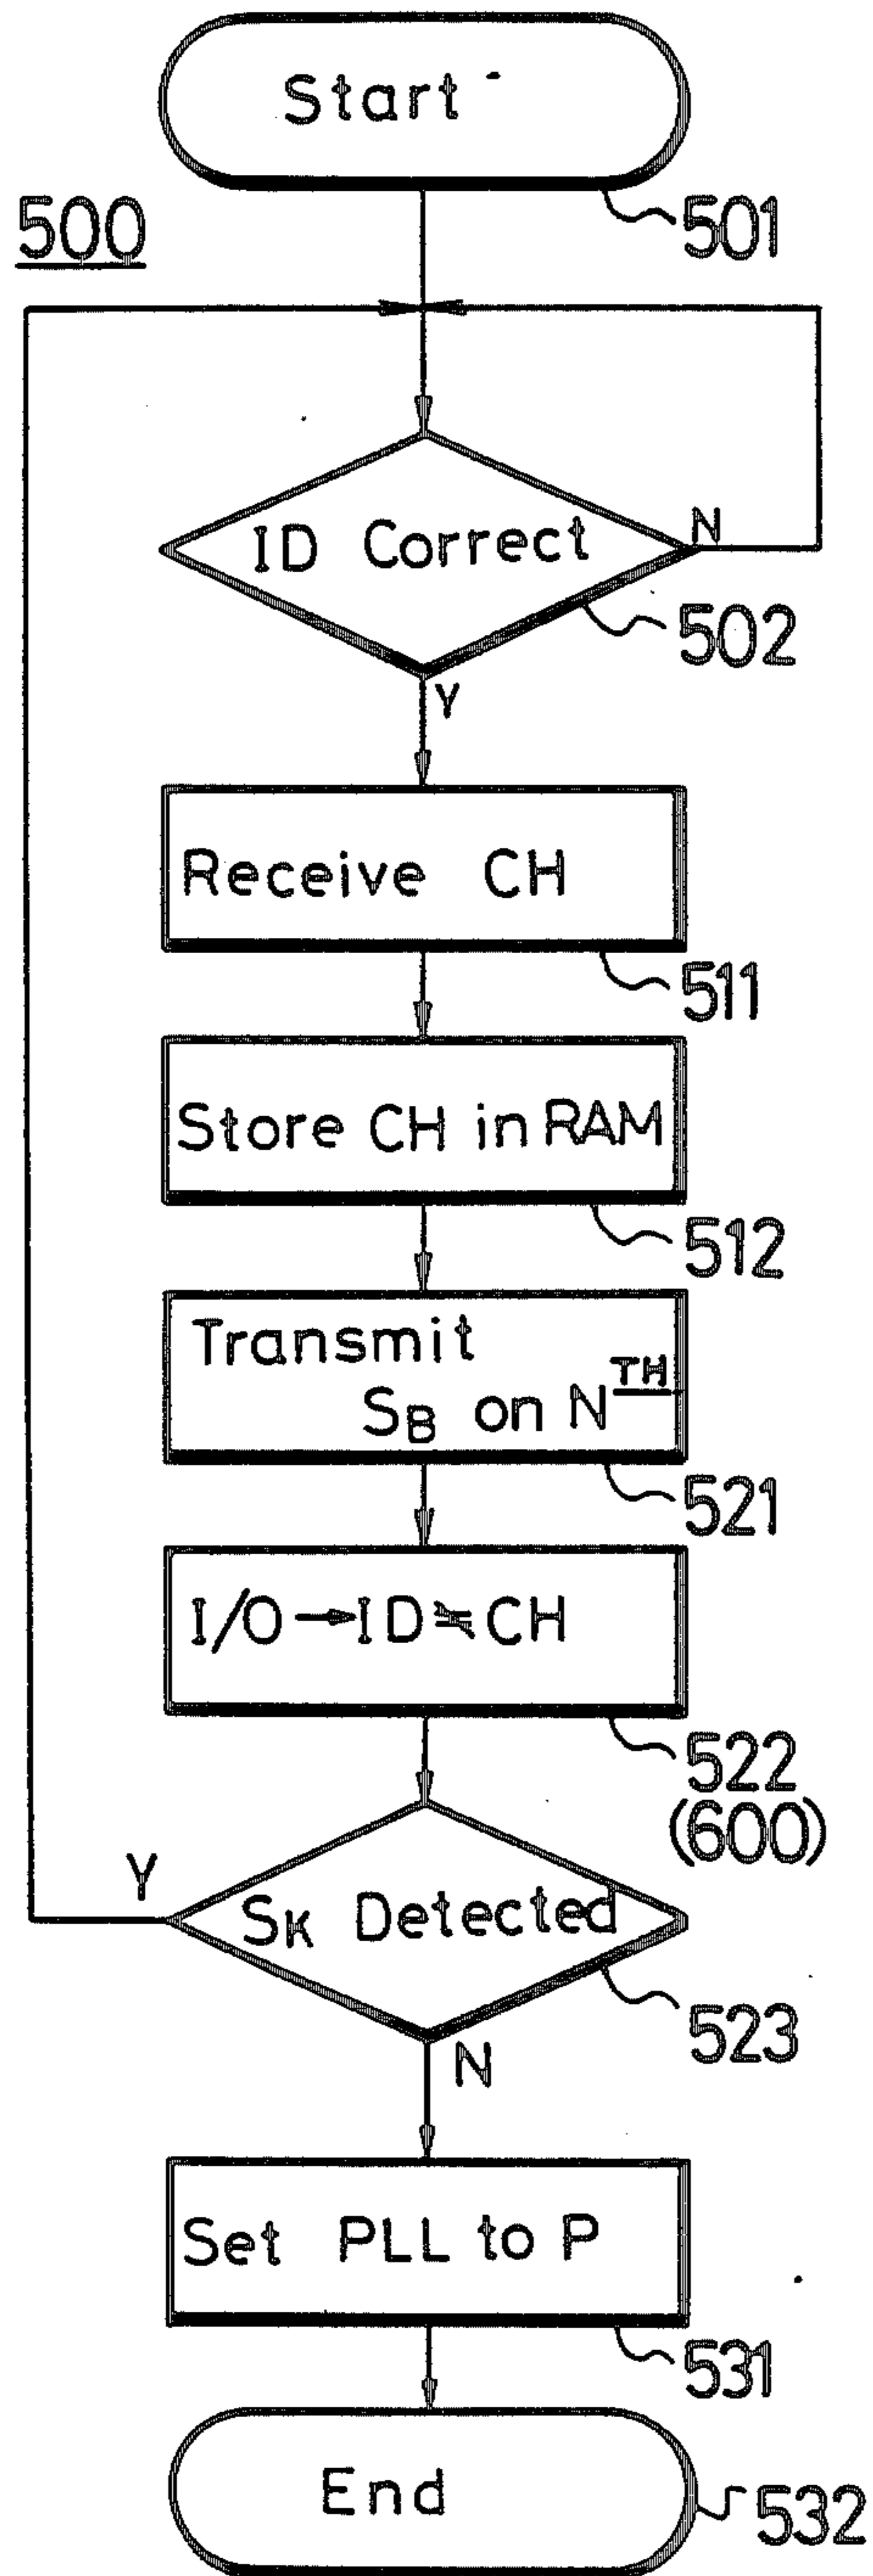 Start
501
500
ID Correct
N
502
Y
Receive CH
511
Store CH in RAM
512
Transmit
SB on NTH
521
I/O→ID≠CH
522
(600)
Y
SK Detected
523
N
Set PLL to P
531
End
532